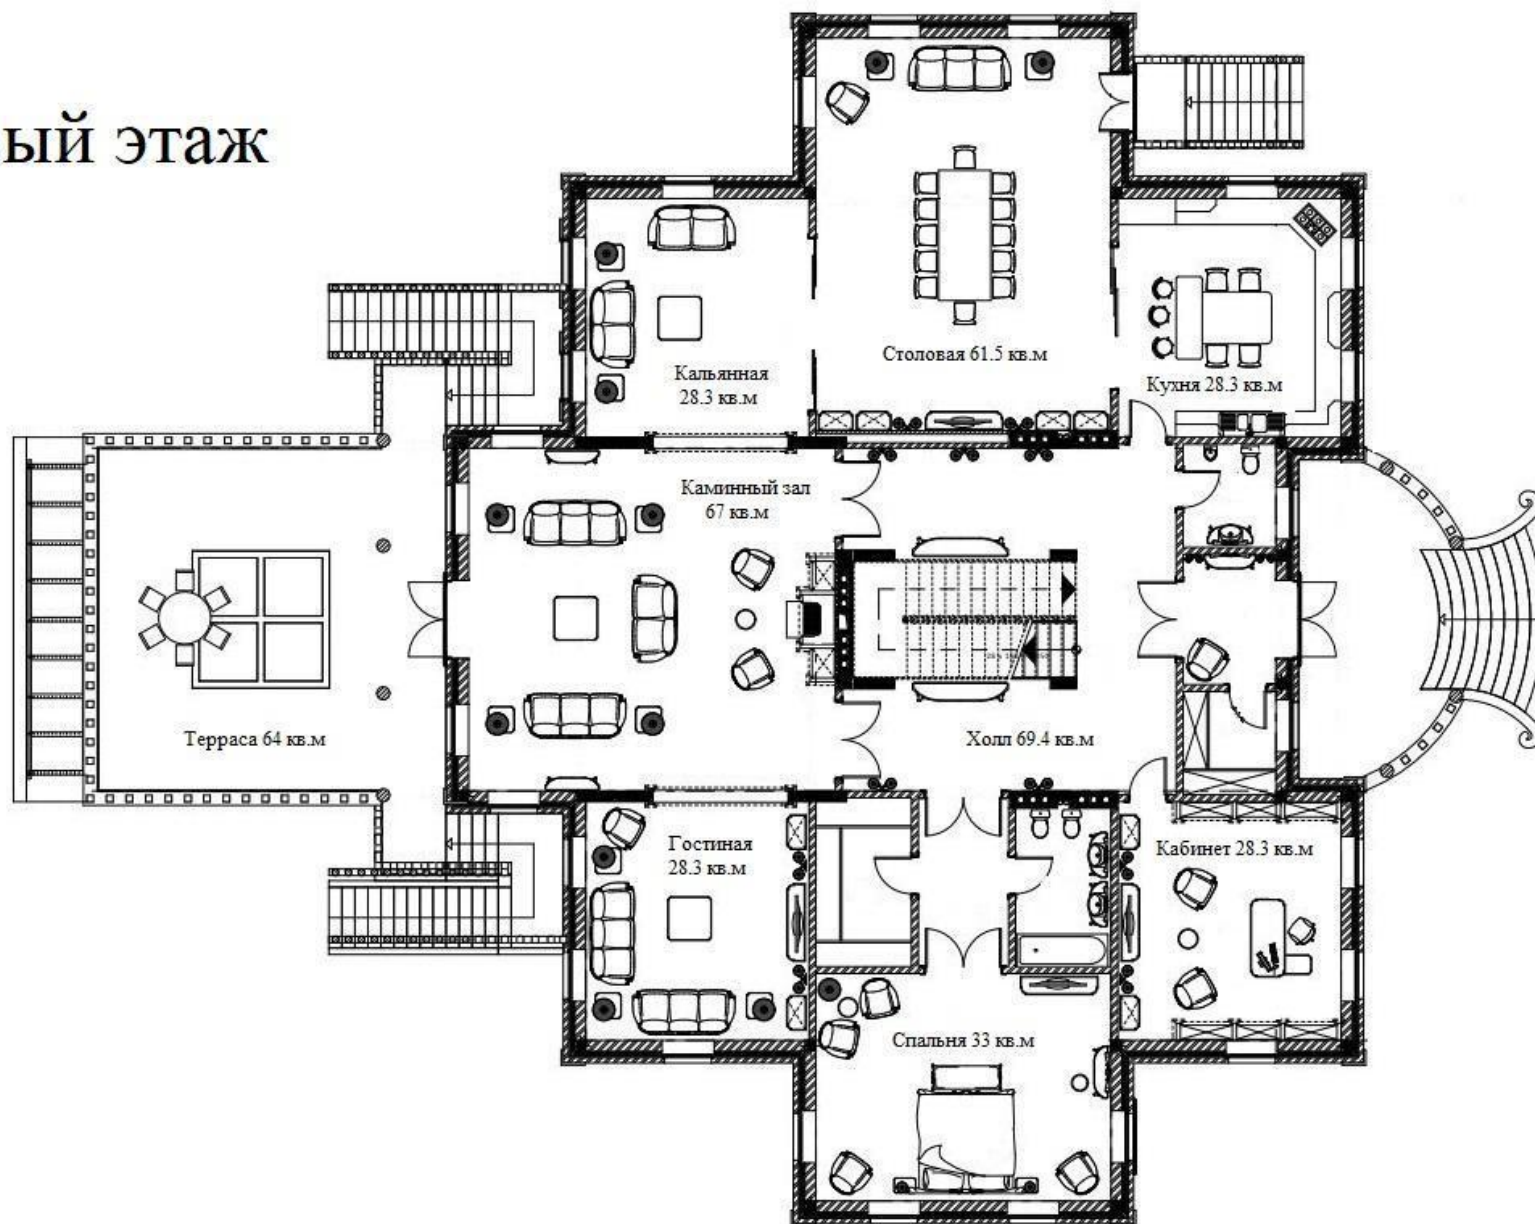 ый этаж
Столовая 61.5 кв.м
Кальянная
28.3 кв.м
Кухня 28.3 кв.м
Каминный зал
67 кв.м
Терраса 64 кв.м
Холл 69.4 кв.м
Гостиная
28.3 кв.м
Кабинет 28.3 кв.м
Спальня 33 кв.м